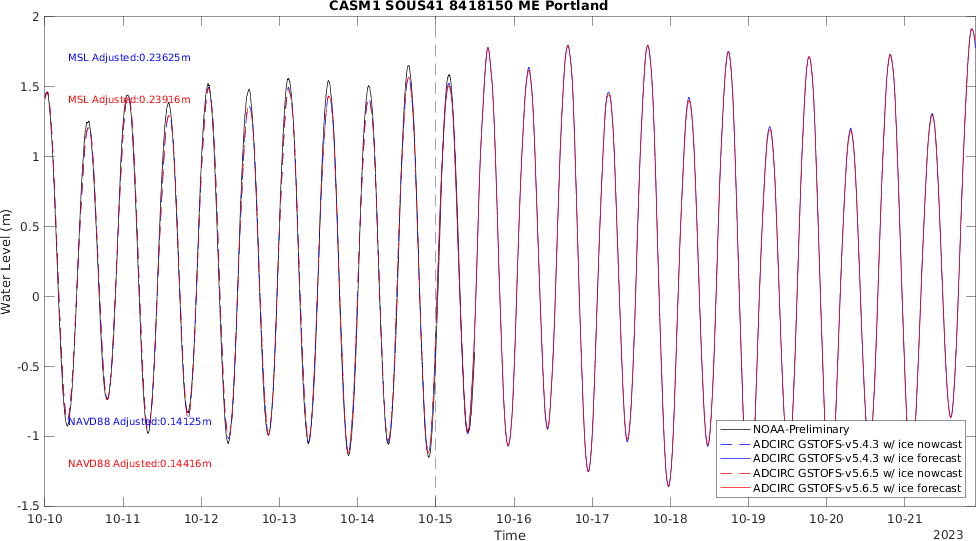 CASM1 SOUS41 8418150 ME Portland
2
1.5
1
0.5
0
-0.5
-1
-1.5
Water Level (m)
MSL Adjusted:0.23625m
MSL Adjusted:0.23916m
NAVD88 Adjusted:0.14125m
NAVD88 Adjusted:0.14416m
NOAA-Preliminary
ADCIRC GSTOFS-v5.4.3 w/ ice nowcast
ADCIRC GSTOFS-v5.4.3 w/ ice forecast
ADCIRC GSTOFS-v5.6.5 w/ ice nowcast
ADCIRC GSTOFS-v5.6.5 w/ ice forecast
10-10 10-11 10-12 10-13 10-14 10-15 10-16 10-17 10-18 10-19 10-20 10-21
Time
2023